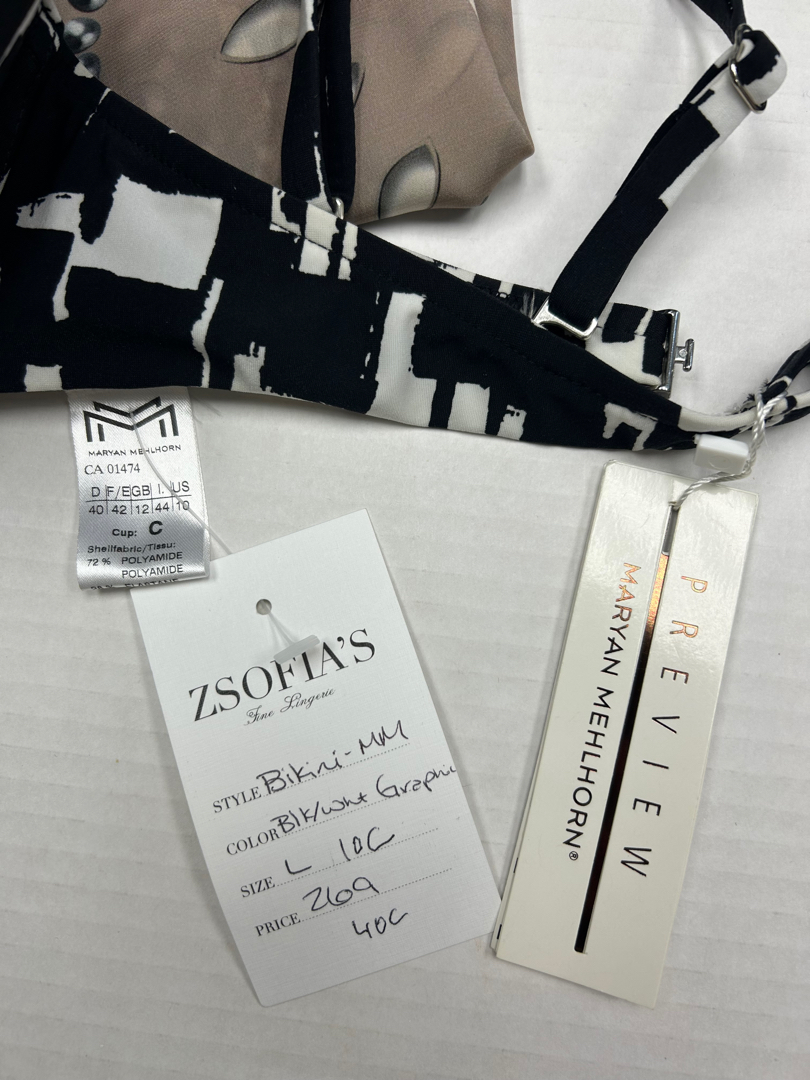 MARYAN MEHLHORN
CA 01474
D F/E GB I. US
40 42 12 44 10
Cup: C
Shellfabric/Tissu:
72 % POLYAMIDE
POLYAMIDE
ZSOFIA'S
Fine Lingerie
STYLE Bikini-MM
COLOR Blk/wht Graphic
SIZE L 10C
PRICE 269
40C
PREVIEW
MARYAN MEHLHORN®